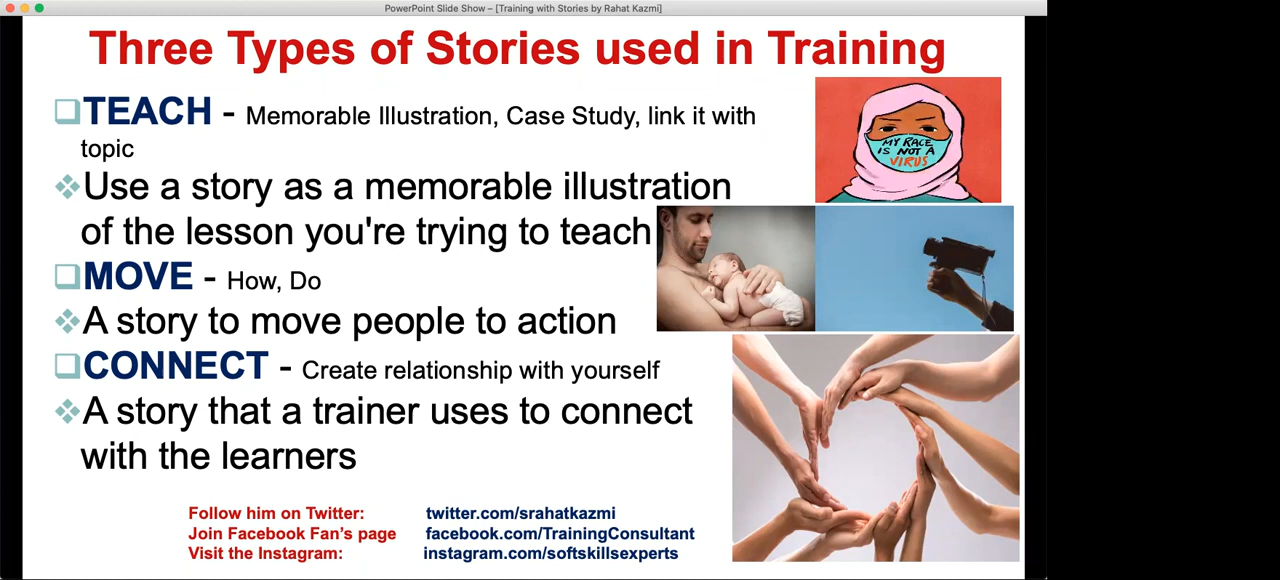 PowerPoint Slide Show – [Training with Stories by Rahat Kazmi]
Three Types of Stories used in Training
TEACH - Memorable Illustration, Case Study, link it with
topic
Use a story as a memorable illustration
of the lesson you're trying to teach
MOVE - How, Do
A story to move people to action
CONNECT - Create relationship with yourself
A story that a trainer uses to connect
with the learners
MY RACE
IS NOT A
VIRUS
Follow him on Twitter: twitter.com/srahatkazmi
Join Facebook Fan's page facebook.com/TrainingConsultant
Visit the Instagram: instagram.com/softskillsexperts